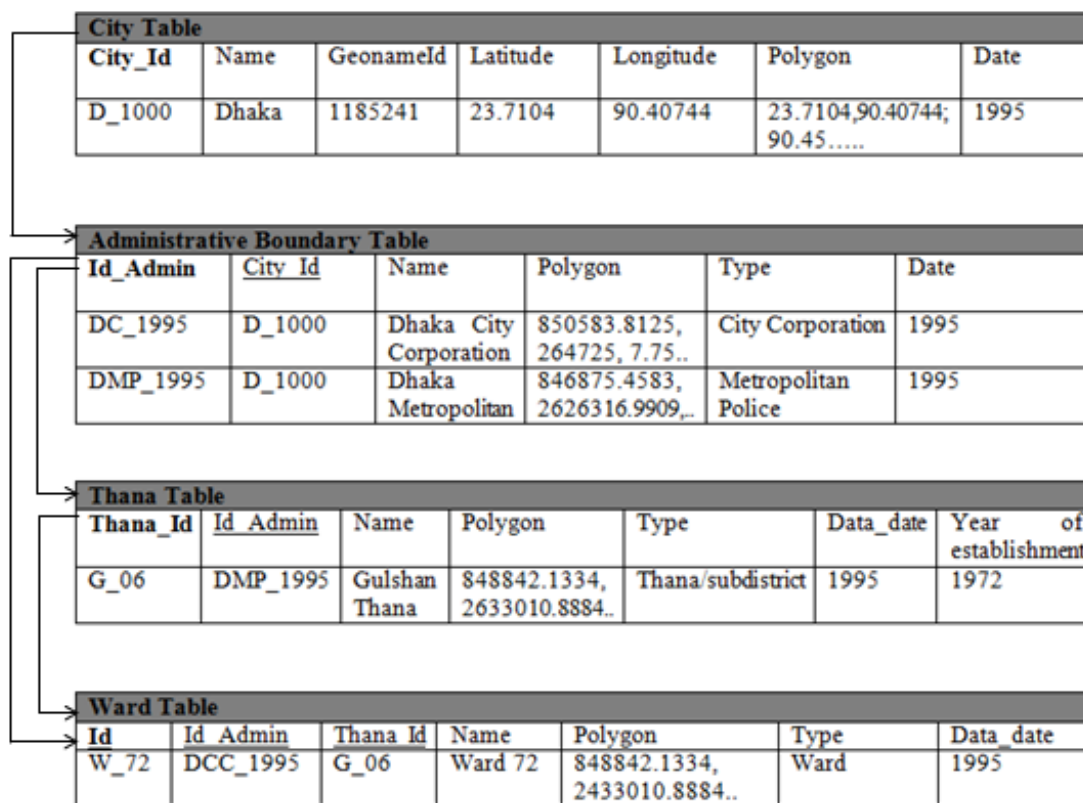 City Table
City_Id Name GeonameId Latitude Longitude Polygon Date
D_1000 Dhaka 1185241 23.7104 90.40744 23.7104,90.40744; 1995
90.45.....
Administrative Boundary Table
Id_Admin City_Id Name Polygon Type Date
DC_1995 D_1000 Dhaka City 850583.8125, City Corporation 1995
Corporation 264725, 7.75..
DMP_1995 D_1000 Dhaka 846875.4583, Metropolitan 1995
Metropolitan 2626316.9909,.. Police
Thana Table
Thana_Id Id_Admin Name Polygon Type Data_date Year of
establishment
G_06 DMP_1995 Gulshan 848842.1334, Thana/subdistrict 1995 1972
Thana 2633010.8884..
Ward Table
Id Id_Admin Thana_Id Name Polygon Type Data_date
W_72 DCC_1995 G_06 Ward 72 848842.1334, Ward 1995
2433010.8884..